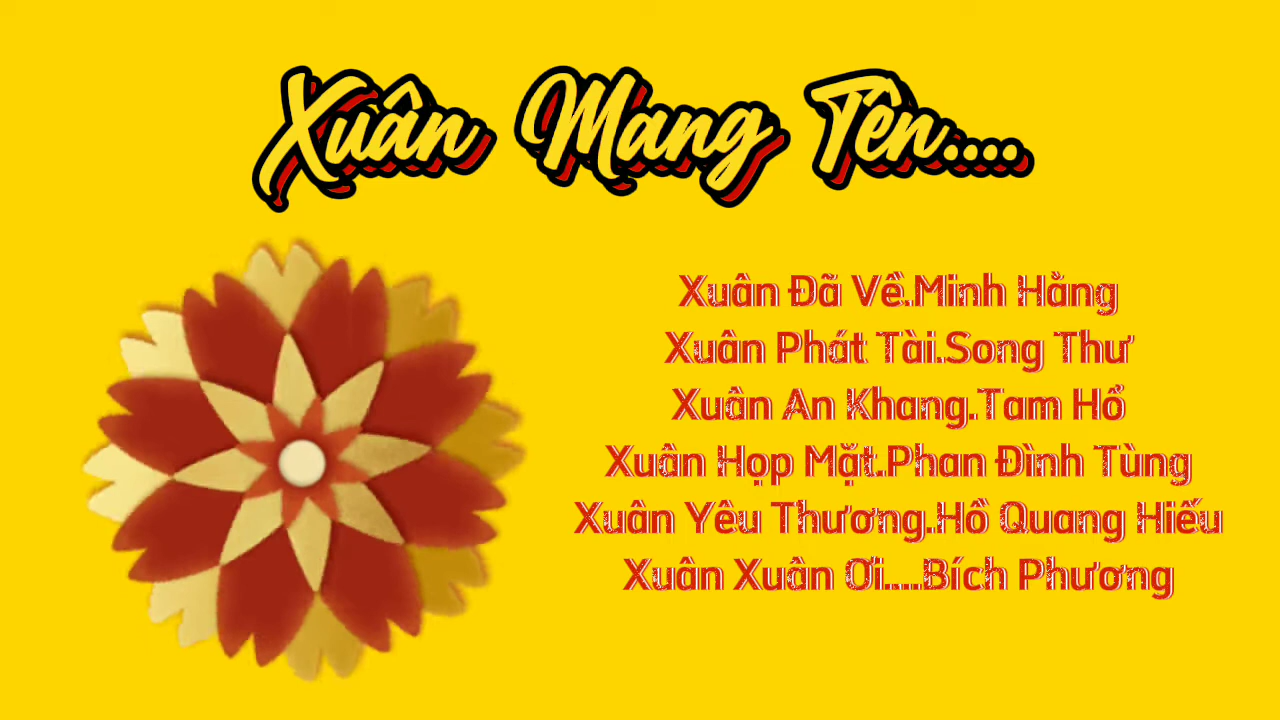 Xuân Mang Tên....
Xuân Đã Về.Minh Hằng
Xuân Phát Tài.Song Thư
Xuân An Khang.Tam Hổ
Xuân Họp Mặt.Phan Đình Tùng
Xuân Yêu Thương.Hồ Quang Hiếu
Xuân Xuân Ơi....Bích Phương